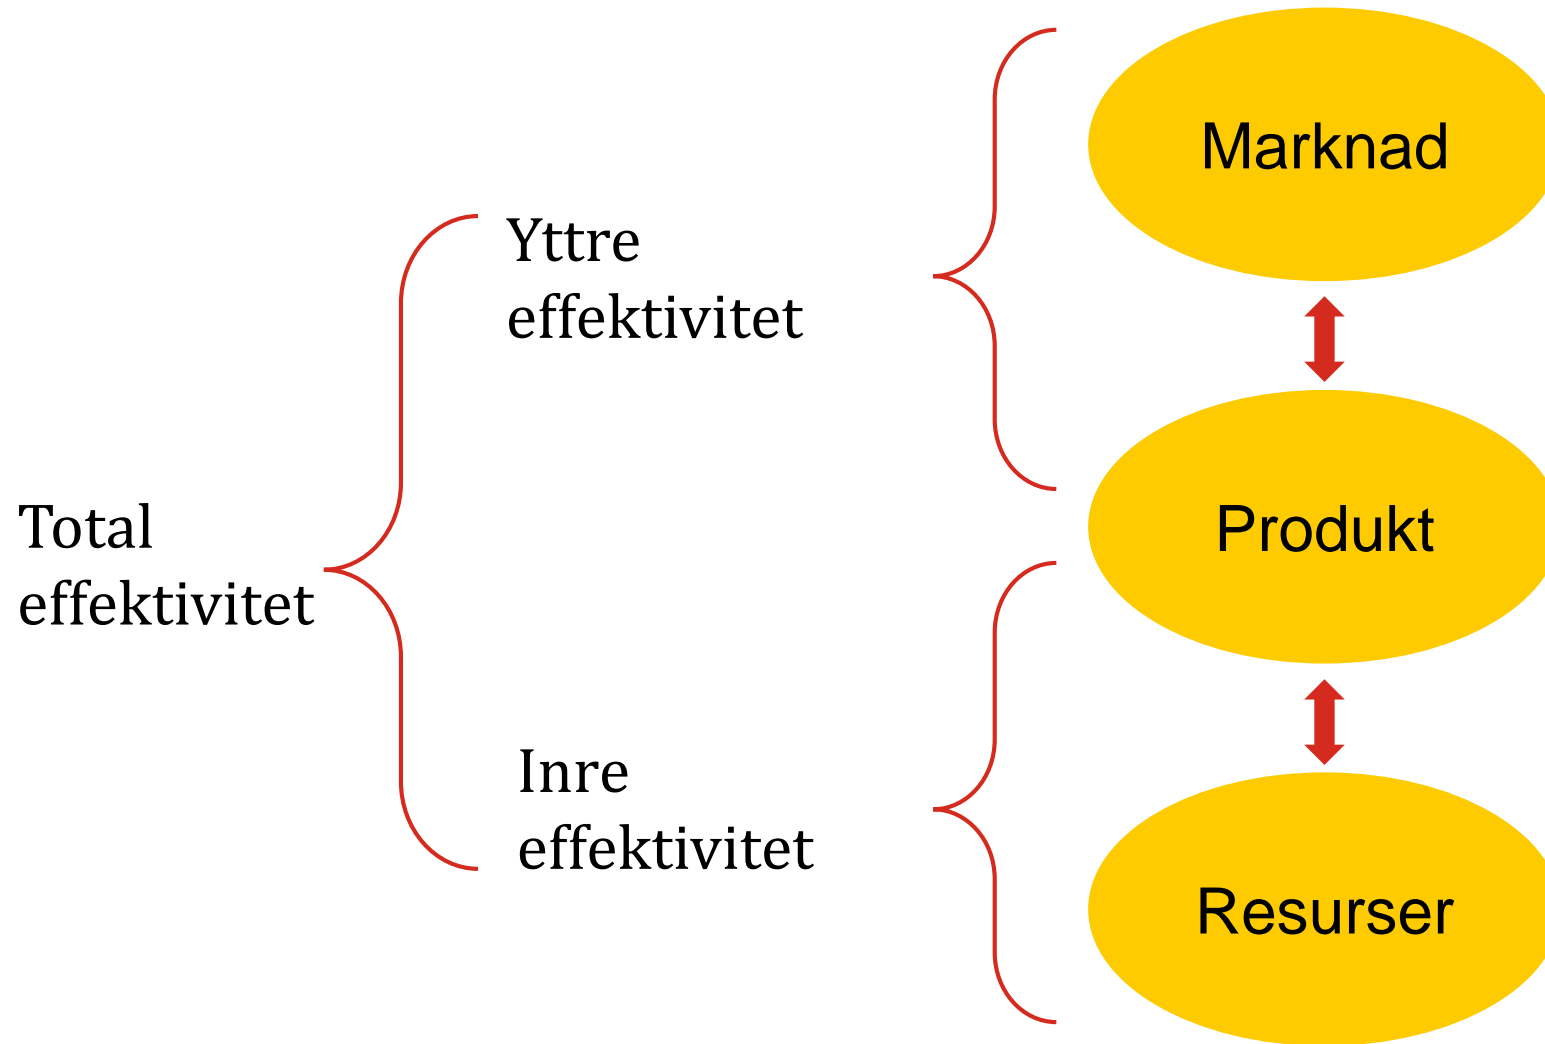 Total
effektivitet
Yttre
effektivitet
Inre
effektivitet
Marknad
Produkt
Resurser